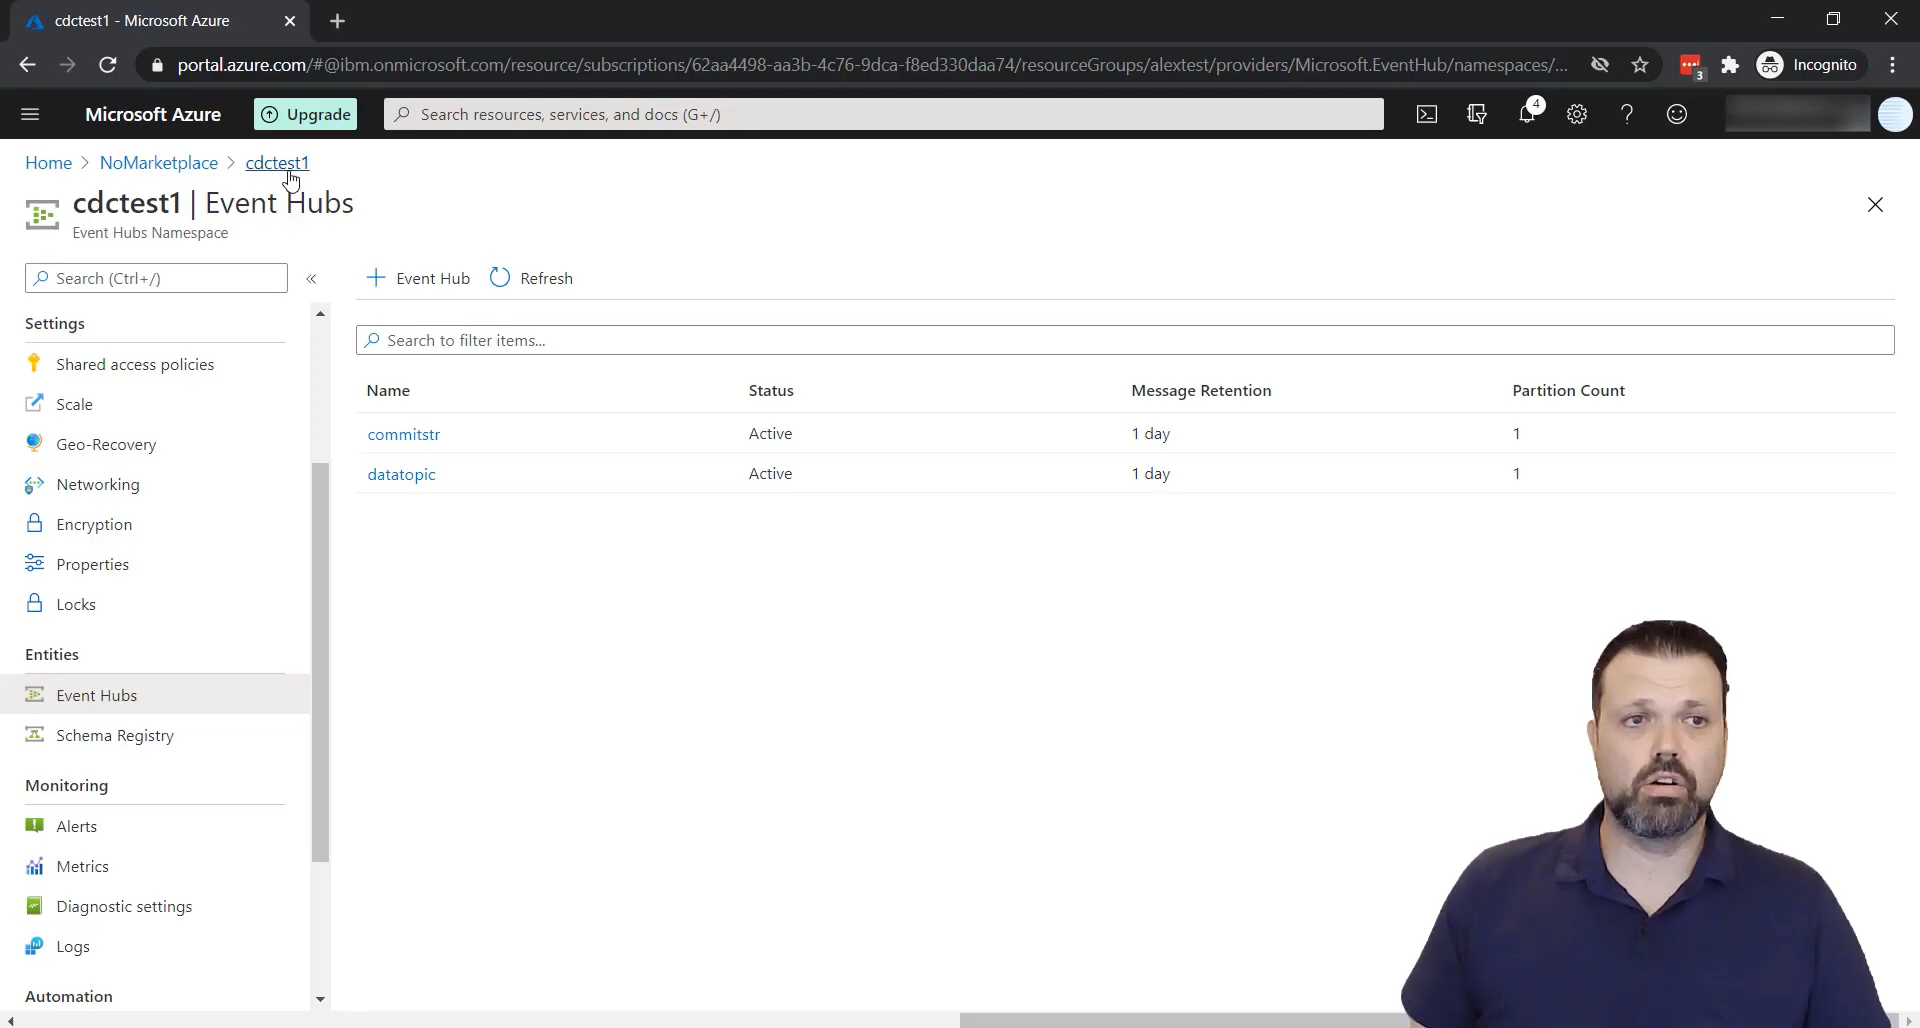 cdctest1 - Microsoft Azure
portal.azure.com/#@ibm.onmicrosoft.com/resource/subscriptions/62aa4498-aa3b-4c76-9dca-f8ed330daa74/resourceGroups/alextest/providers/Microsoft.EventHub/namespaces/...
3
Incognito
Microsoft Azure
Upgrade
Search resources, services, and docs (G+/)
4
Home > NoMarketplace > cdctest1
cdctest1 | Event Hubs
Event Hubs Namespace
Search (Ctrl+/)
«
+ Event Hub
Refresh
Settings
Shared access policies
Scale
Geo-Recovery
Networking
Encryption
Properties
Locks
Entities
Event Hubs
Schema Registry
Monitoring
Alerts
Metrics
Diagnostic settings
Logs
Automation
Search to filter items...
Name Status Message Retention Partition Count
commitstr Active 1 day 1
datatopic Active 1 day 1